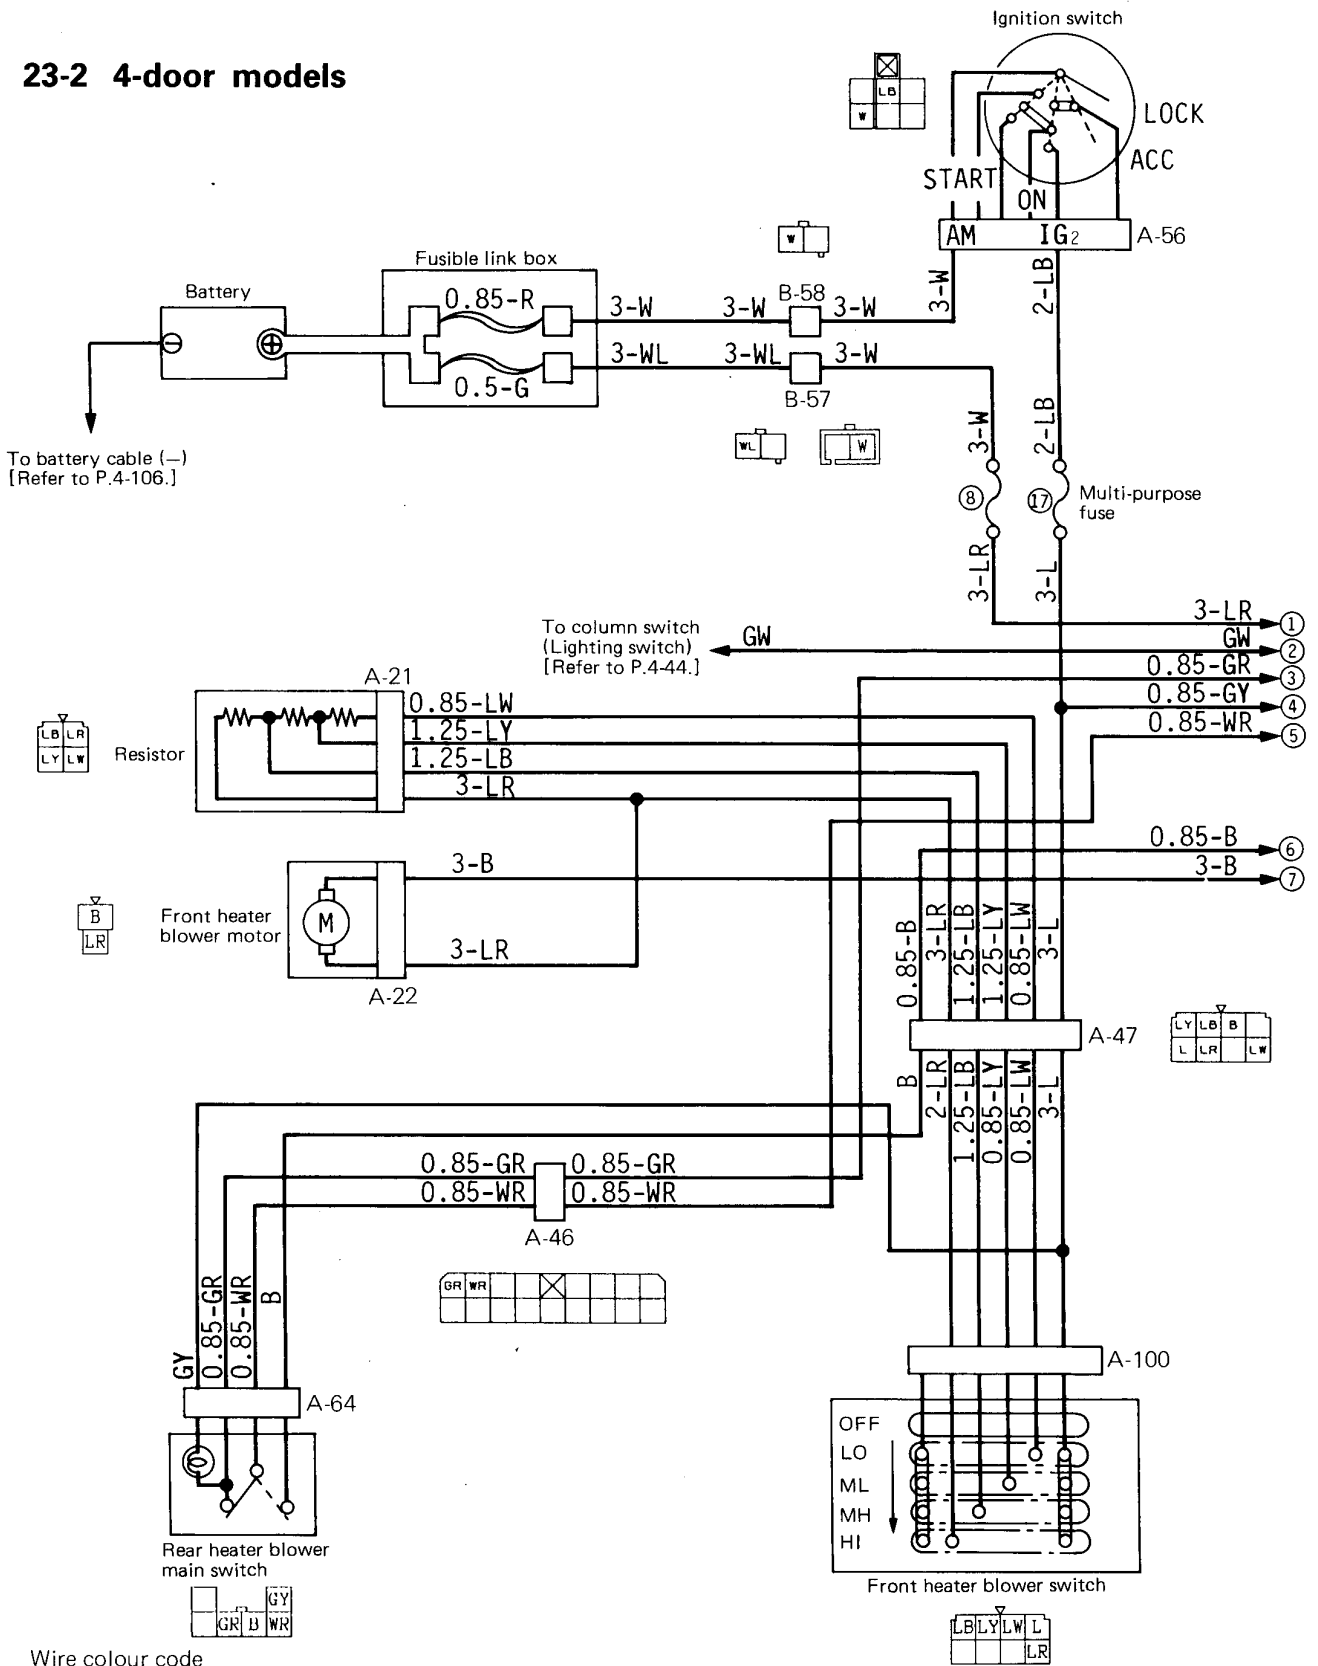 Ignition switch
23-2 4-door models
LB
W
LOCK
ACC
START
ON
AM IG2 A-56
W
Fusible link box
Battery
0.85-R
3-W 3-W B-58 3-W
3-W
2-LB
3-WL 3-WL 3-W
0.5-G
B-57
WL W
3-W
2-LB
To battery cable (—)
[Refer to P.4-106.]
8
17
Multi-purpose
fuse
3-LR
3-L
3-LR 1
To column switch
(Lighting switch)
[Refer to P.4-44.]
GW GW 2
0.85-GR 3
0.85-GY 4
0.85-WR 5
A-21
0.85-LW
1.25-LY
1.25-LB
3-LR
LB LR
LY LW
Resistor
0.85-B 6
3-B 3-B 7
B
LR
Front heater
blower motor
M
3-LR
A-22
0.85-B
3-LR
1.25-LB
1.25-LY
0.85-LW
3-L
A-47
LY LB B
L LR LW
B
2-LR
1.25-LB
0.85-LY
0.85-LW
3-L
0.85-GR 0.85-GR
0.85-WR 0.85-WR
A-46
GR WR
GY
0.85-GR
0.85-WR
B
A-64
A-100
OFF
LO
ML
MH
HI
Rear heater blower
main switch
Front heater blower switch
GY
GR B WR
LB LY LW L
LR
Wire colour code